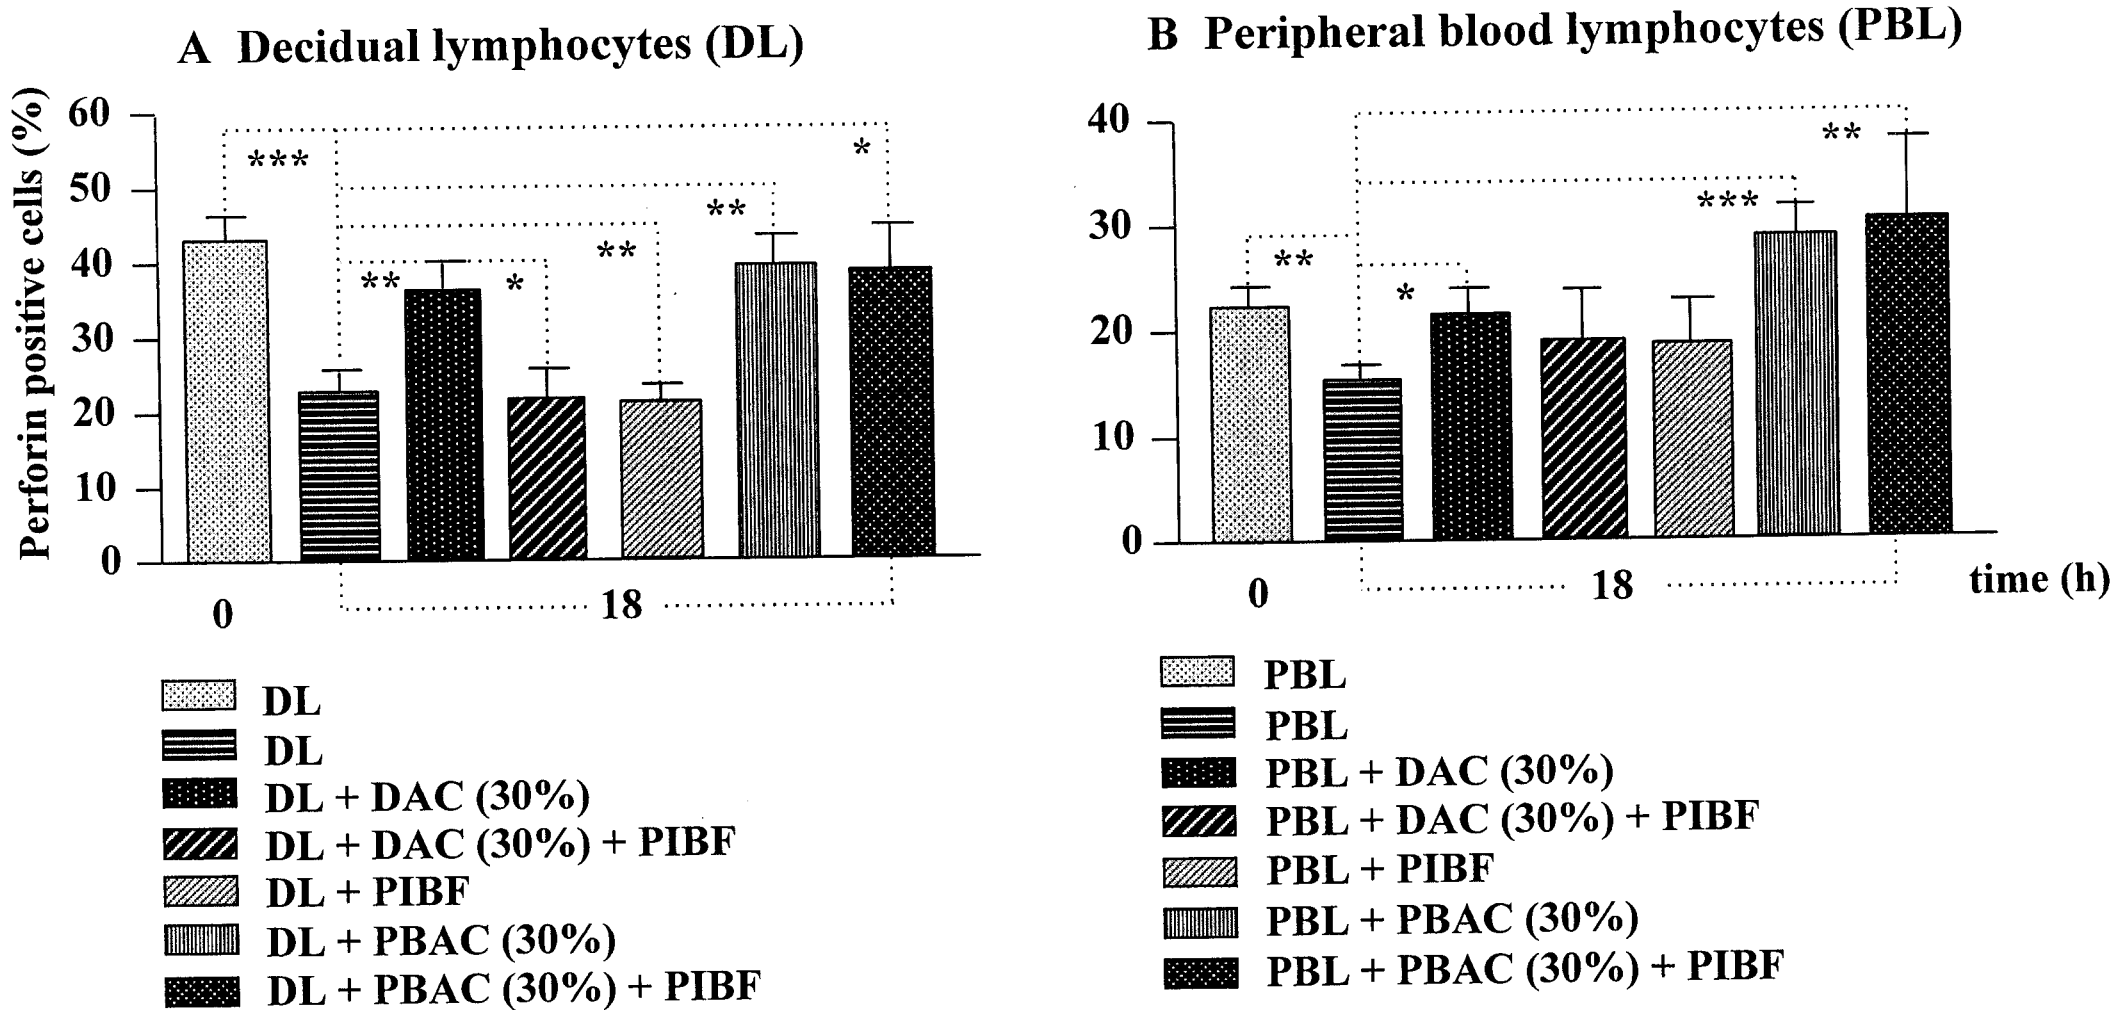 A Decidual lymphocytes (DL)
Perforin positive cells (%)
60
50
40
30
20
10
0
***
**
*
**
**
*
0
18
DL
DL
DL + DAC (30%)
DL + DAC (30%) + PIBF
DL + PIBF
DL + PBAC (30%)
DL + PBAC (30%) + PIBF
B Peripheral blood lymphocytes (PBL)
40
30
20
10
0
**
*
***
**
0
18
time (h)
PBL
PBL
PBL + DAC (30%)
PBL + DAC (30%) + PIBF
PBL + PIBF
PBL + PBAC (30%)
PBL + PBAC (30%) + PIBF